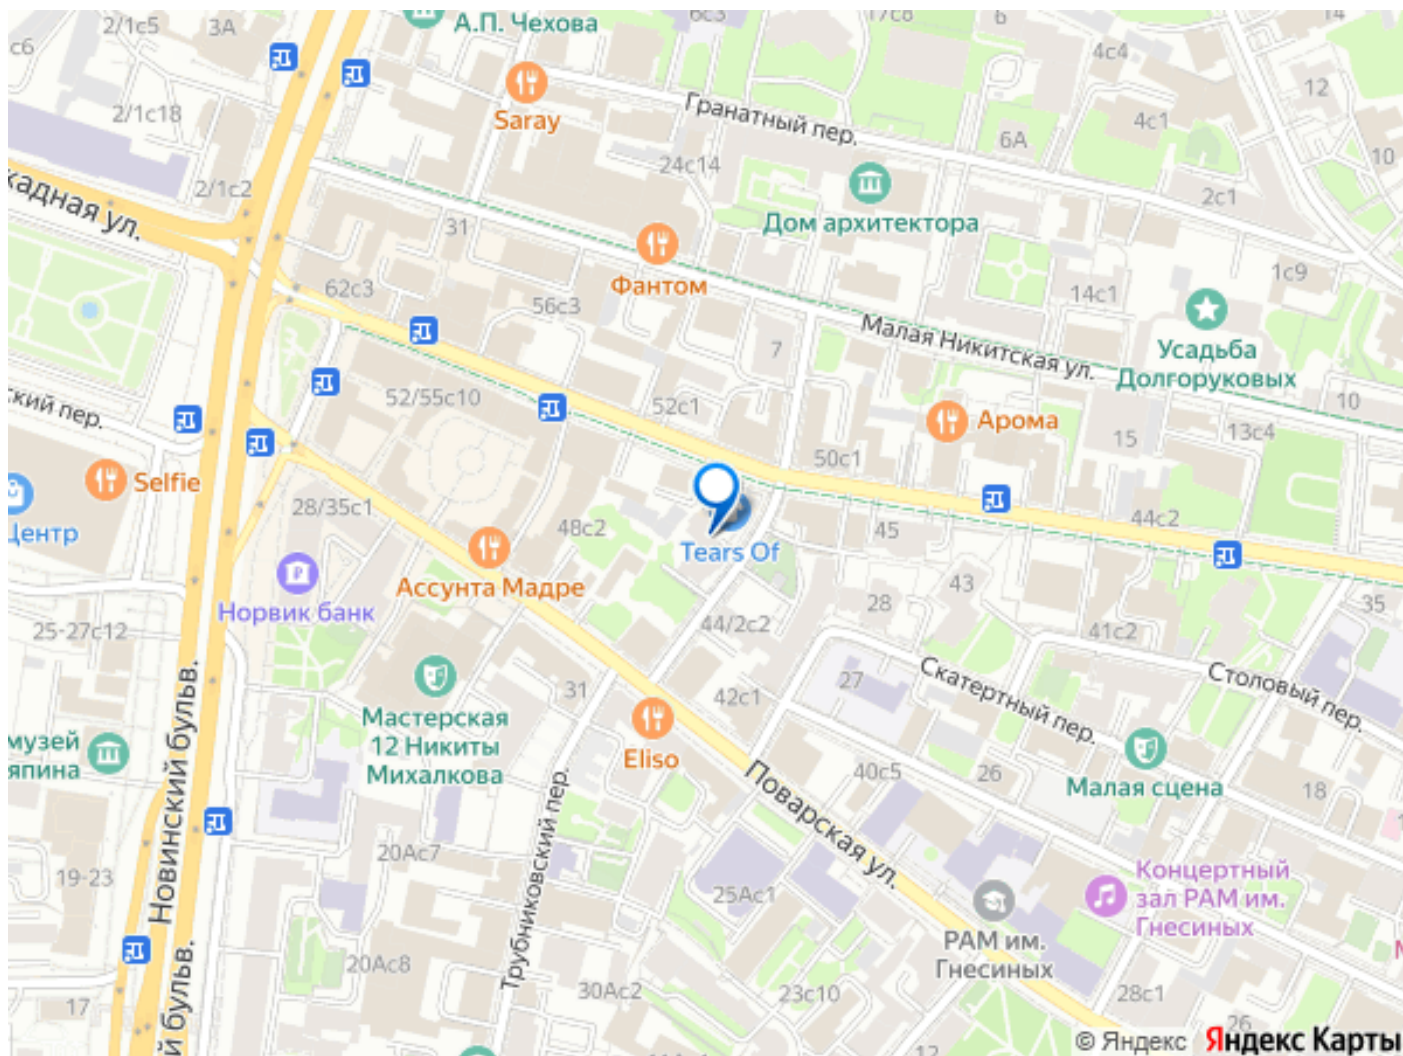 2/1с5
3А
А.П. Чехова
6с3
17с8
6
14
с6
4с4
12
2/1с18
Saray
Гранатный пер.
4с1
6А
10
24с14
2/1с2
2с1
кадная ул.
31
Дом архитектора
1с9
62с3
56с3
Фантом
14с1
Малая Никитская ул.
7
Усадьба
Долгоруковых
ский пер.
52/55с10
52с1
10
Арома
15
13с4
50с1
Selfie
28/35с1
48с2
44с2
Центр
45
Tears Of
Ассунта Мадре
43
Норвик банк
28
35
25-27с12
44/2с2
41с2
Скатертный пер.
Столовый пер.
27
31
42с1
Мастерская
12 Никиты
Михалкова
музей
япина
Eliso
40с5
26
Малая сцена
18
Новинский бульв.
Трубниковский пер.
Поварская ул.
20Ас7
19-23
25Ас1
Концертный
зал РАМ им.
Гнесиных
РАМ им.
Гнесиных
20Ас8
30Ас2
23с10
28с1
17
й бульв.
26
12
© Яндекс Яндекс Карты